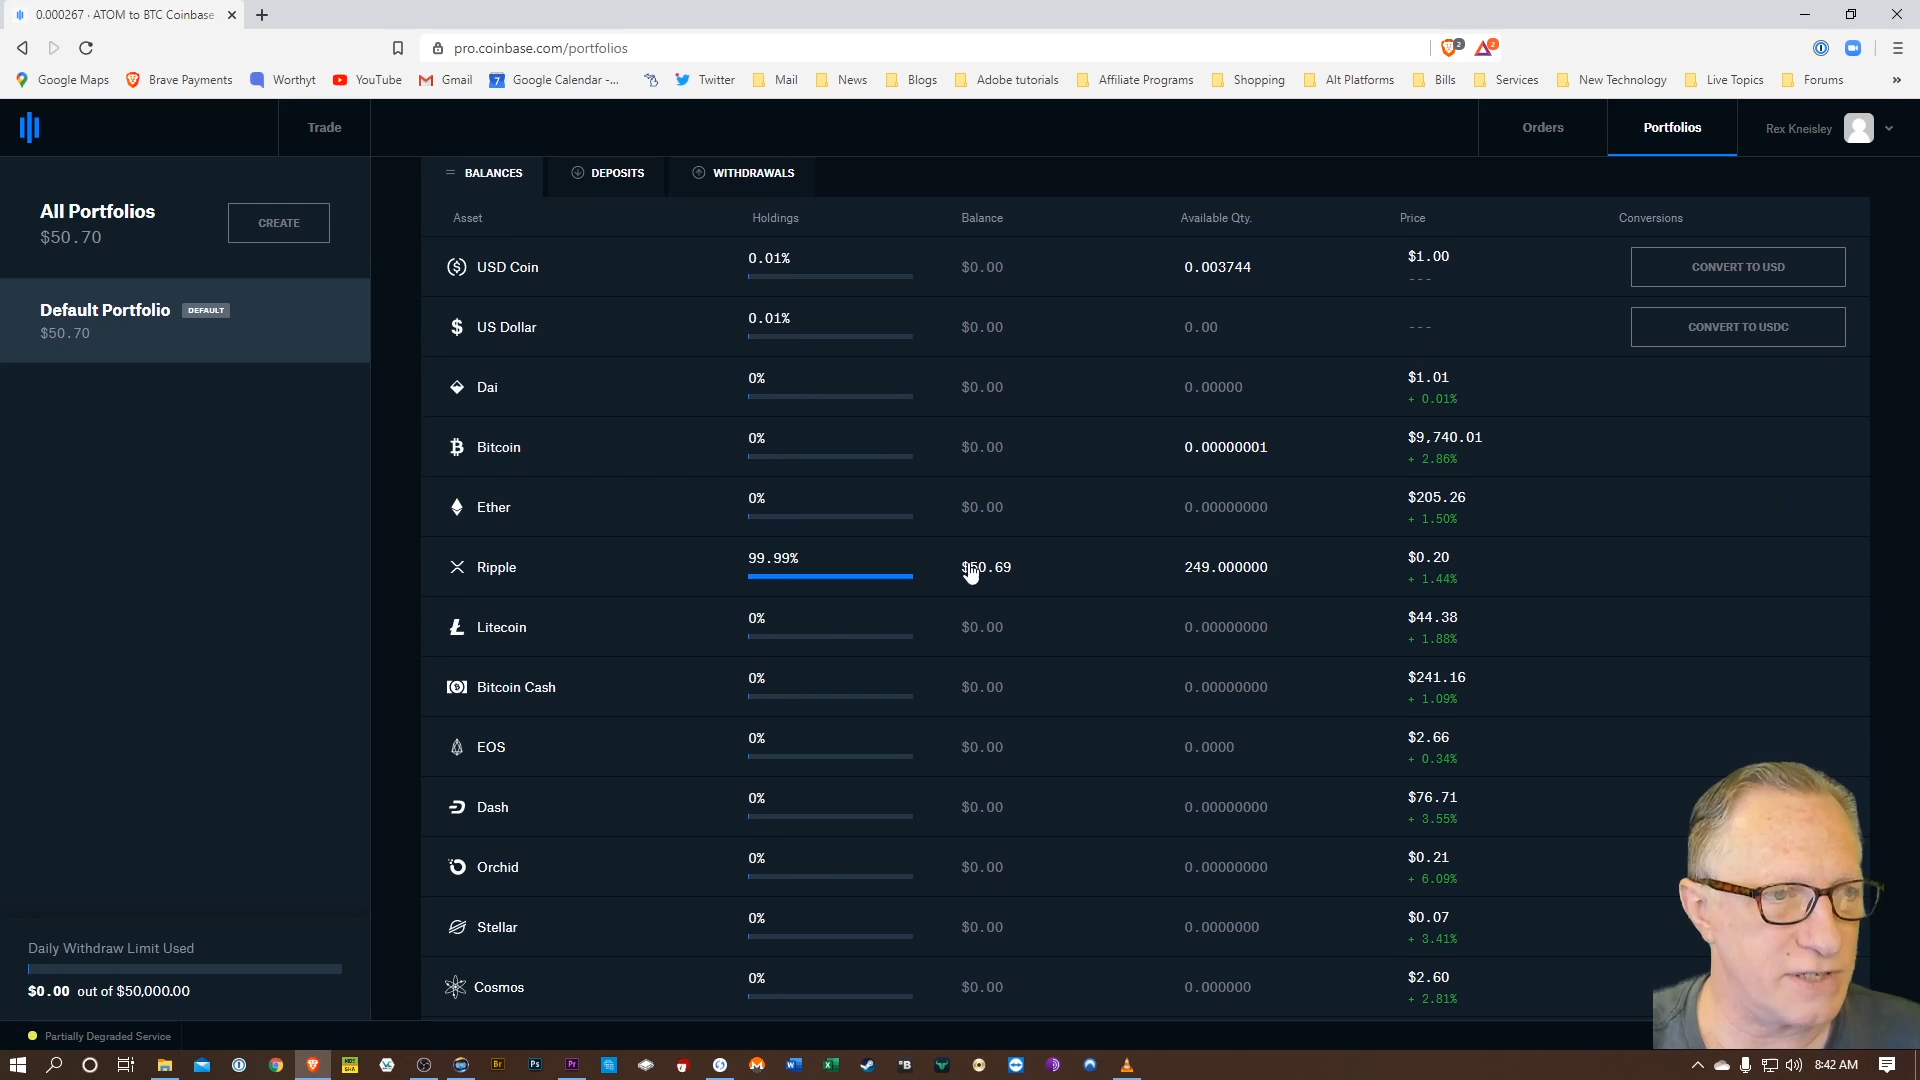 0.000267 · ATOM to BTC Coinbase
pro.coinbase.com/portfolios
2
2
Google Maps
Brave Payments
Worthyt
YouTube
Gmail
7
Google Calendar -...
Twitter
Mail
News
Blogs
Adobe tutorials
Affiliate Programs
Shopping
Alt Platforms
Bills
Services
New Technology
Live Topics
Forums
»
Trade
Orders
Portfolios
Rex Kneisley
All Portfolios
$50.70
CREATE
Default Portfolio DEFAULT
$50.70
BALANCES
DEPOSITS
WITHDRAWALS
Asset Holdings Balance Available Qty. Price Conversions
USD Coin 0.01% $0.00 0.003744 $1.00 CONVERT TO USD
---
US Dollar 0.01% $0.00 0.00 --- CONVERT TO USDC
Dai 0% $0.00 0.00000 $1.01
+ 0.01%
Bitcoin 0% $0.00 0.00000001 $9,740.01
+ 2.86%
Ether 0% $0.00 0.00000000 $205.26
+ 1.50%
Ripple 99.99% $50.69 249.000000 $0.20
+ 1.44%
Litecoin 0% $0.00 0.00000000 $44.38
+ 1.88%
Bitcoin Cash 0% $0.00 0.00000000 $241.16
+ 1.09%
EOS 0% $0.00 0.0000 $2.66
+ 0.34%
Dash 0% $0.00 0.00000000 $76.71
+ 3.55%
Orchid 0% $0.00 0.00000000 $0.21
+ 6.09%
Stellar 0% $0.00 0.0000000 $0.07
+ 3.41%
Cosmos 0% $0.00 0.000000 $2.60
+ 2.81%
Daily Withdraw Limit Used
$0.00 out of $50,000.00
Partially Degraded Service
Br
Ps
Pr
8:42 AM